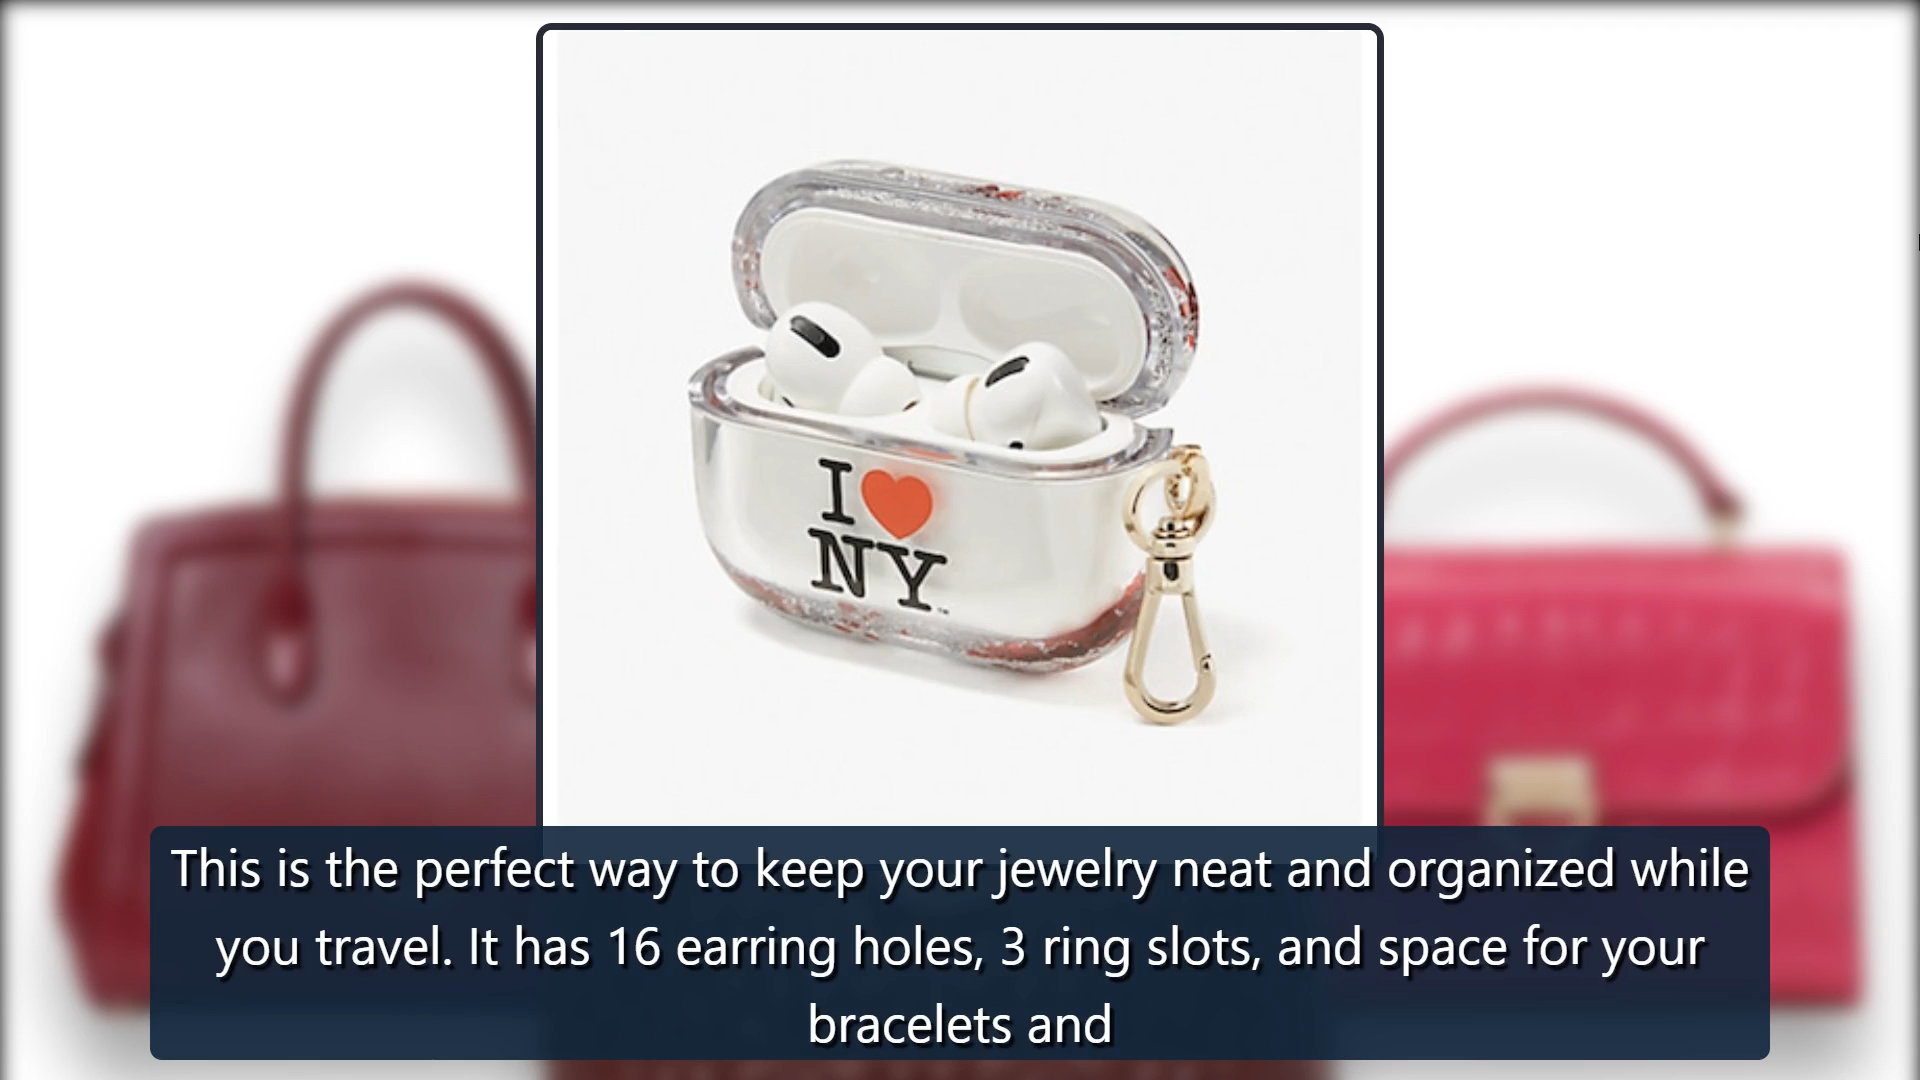 I ❤ NY™
This is the perfect way to keep your jewelry neat and organized while
you travel. It has 16 earring holes, 3 ring slots, and space for your
bracelets and